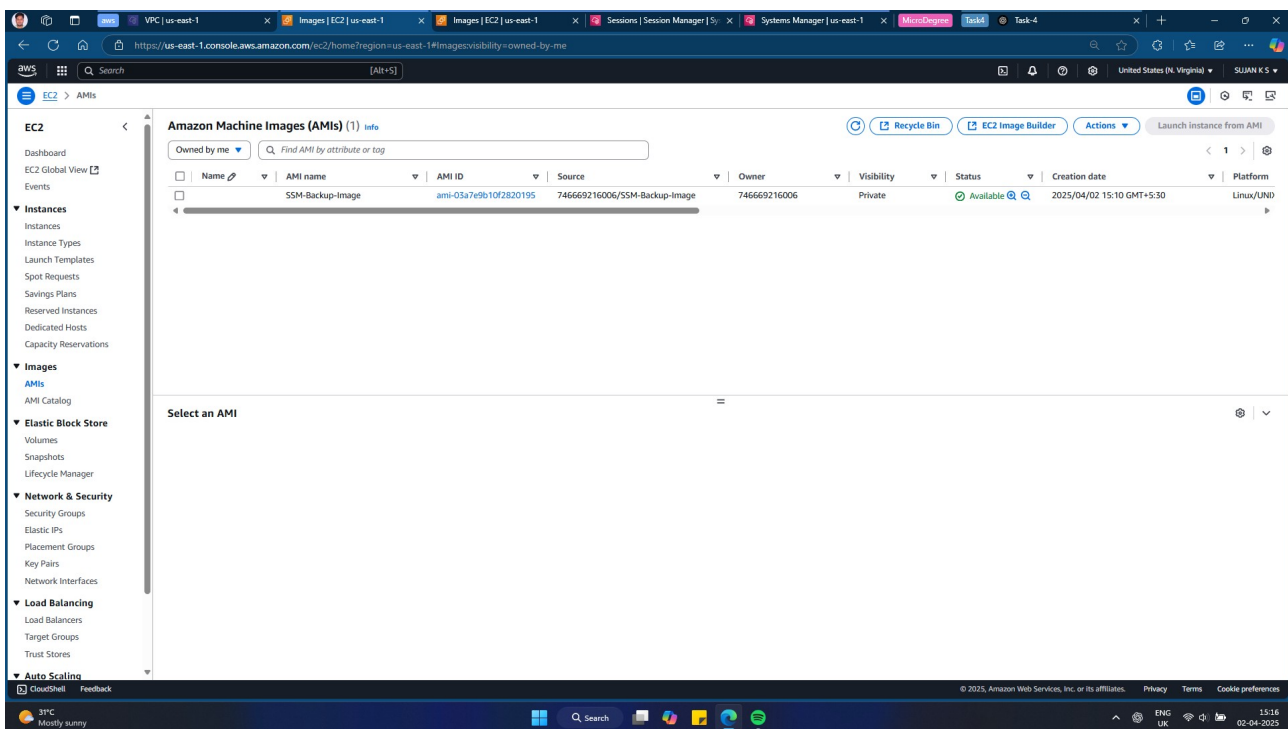 aws VPC | us-east-1 Images | EC2 | us-east-1 Images | EC2 | us-east-1 Sessions | Session Manager | Sy Systems Manager | us-east-1 MicroDegree Task4 Task-4
https://us-east-1.console.aws.amazon.com/ec2/home?region=us-east-1#Images:visibility=owned-by-me
aws Search [Alt+S] United States (N. Virginia) SUJAN K S
EC2 > AMIs
EC2
Dashboard
EC2 Global View
Events
Instances
Instances
Instance Types
Launch Templates
Spot Requests
Savings Plans
Reserved Instances
Dedicated Hosts
Capacity Reservations
Images
AMIs
AMI Catalog
Elastic Block Store
Volumes
Snapshots
Lifecycle Manager
Network & Security
Security Groups
Elastic IPs
Placement Groups
Key Pairs
Network Interfaces
Load Balancing
Load Balancers
Target Groups
Trust Stores
Auto Scaling
Amazon Machine Images (AMIs) (1) Info Recycle Bin EC2 Image Builder Actions Launch instance from AMI
Owned by me Find AMI by attribute or tag 1
Name AMI name AMI ID Source Owner Visibility Status Creation date Platform
SSM-Backup-Image ami-03a7e9b10f2820195 746669216006/SSM-Backup-Image 746669216006 Private Available 2025/04/02 15:10 GMT+5:30 Linux/UNI
Select an AMI
CloudShell Feedback © 2025, Amazon Web Services, Inc. or its affiliates. Privacy Terms Cookie preferences
31°C Search ENG 15:16
Mostly sunny UK 02-04-2025